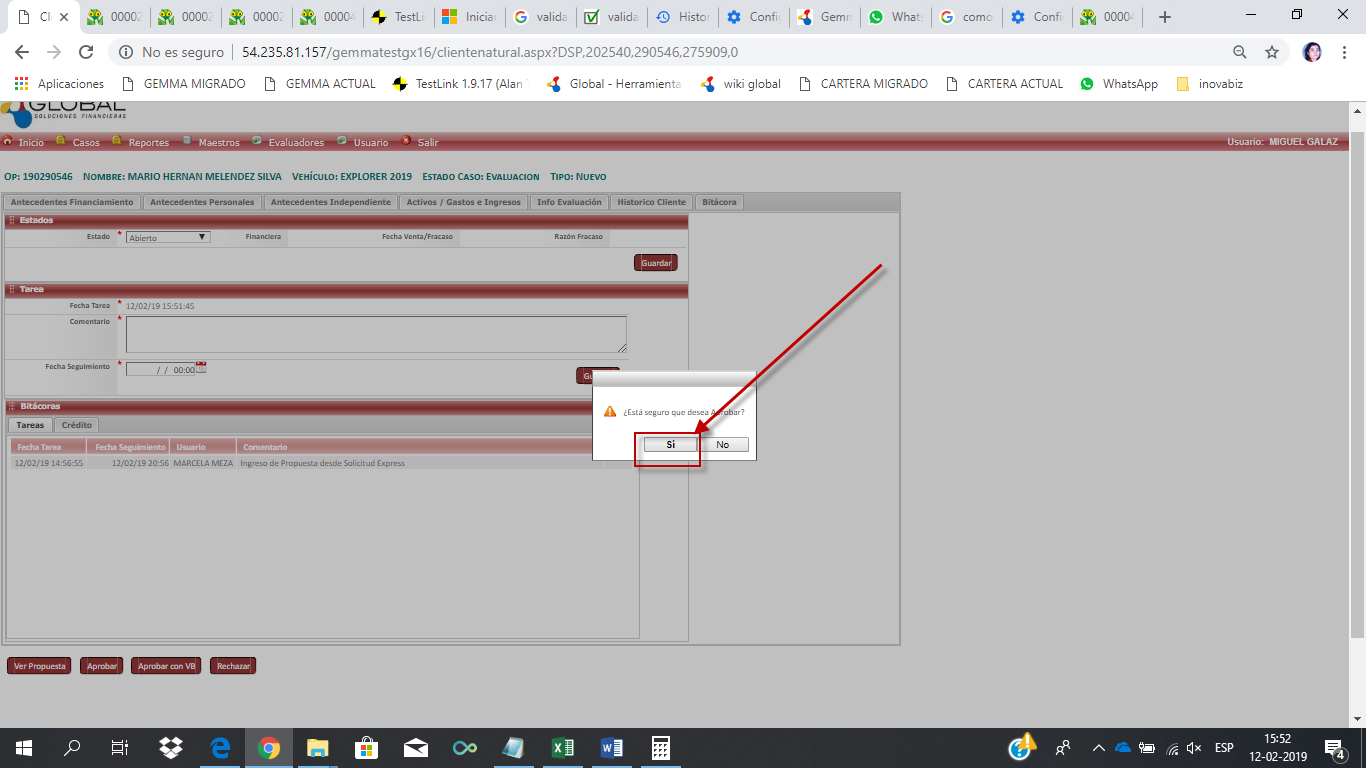 Cli
00002
00002
00002
00004
TestLi
Iniciar
valida
valida
Histor
Config
Gemm
Whats
como
Confi
00004
No es seguro | 54.235.81.157/gemmatestgx16/clientenatural.aspx?DSP,202540,290546,275909,0
Aplicaciones GEMMA MIGRADO GEMMA ACTUAL TestLink 1.9.17 (Alan Global - Herramienta wiki global CARTERA MIGRADO CARTERA ACTUAL WhatsApp inovabiz
GLOBAL
SOLUCIONES FINANCIERAS
Inicio Casos Reportes Maestros Evaluadores Usuario Salir Usuario: MIGUEL GALAZ
Op: 190290546 Nombre: MARIO HERNAN MELENDEZ SILVA Vehículo: EXPLORER 2019 Estado Caso: Evaluacion Tipo: Nuevo
Antecedentes Financiamiento Antecedentes Personales Antecedentes Independiente Activos / Gastos e Ingresos Info Evaluación Historico Cliente Bitácora
Estados
Estado * Abierto Financiera Fecha Venta/Fracaso Razón Fracaso
Guardar
Tarea
Fecha Tarea * 12/02/19 15:51:45
Comentario *
Fecha Seguimiento * / / 00:00
Gu
Bitácoras
¿Está seguro que desea Aprobar?
Sí No
Tareas Crédito
Fecha Tarea Fecha Seguimiento Usuario Comentario
12/02/19 14:56:55 12/02/19 20:56 MARCELA MEZA Ingreso de Propuesta desde Solicitud Express
Ver Propuesta Aprobar Aprobar con VB Rechazar
ESP
15:52
12-02-2019
4